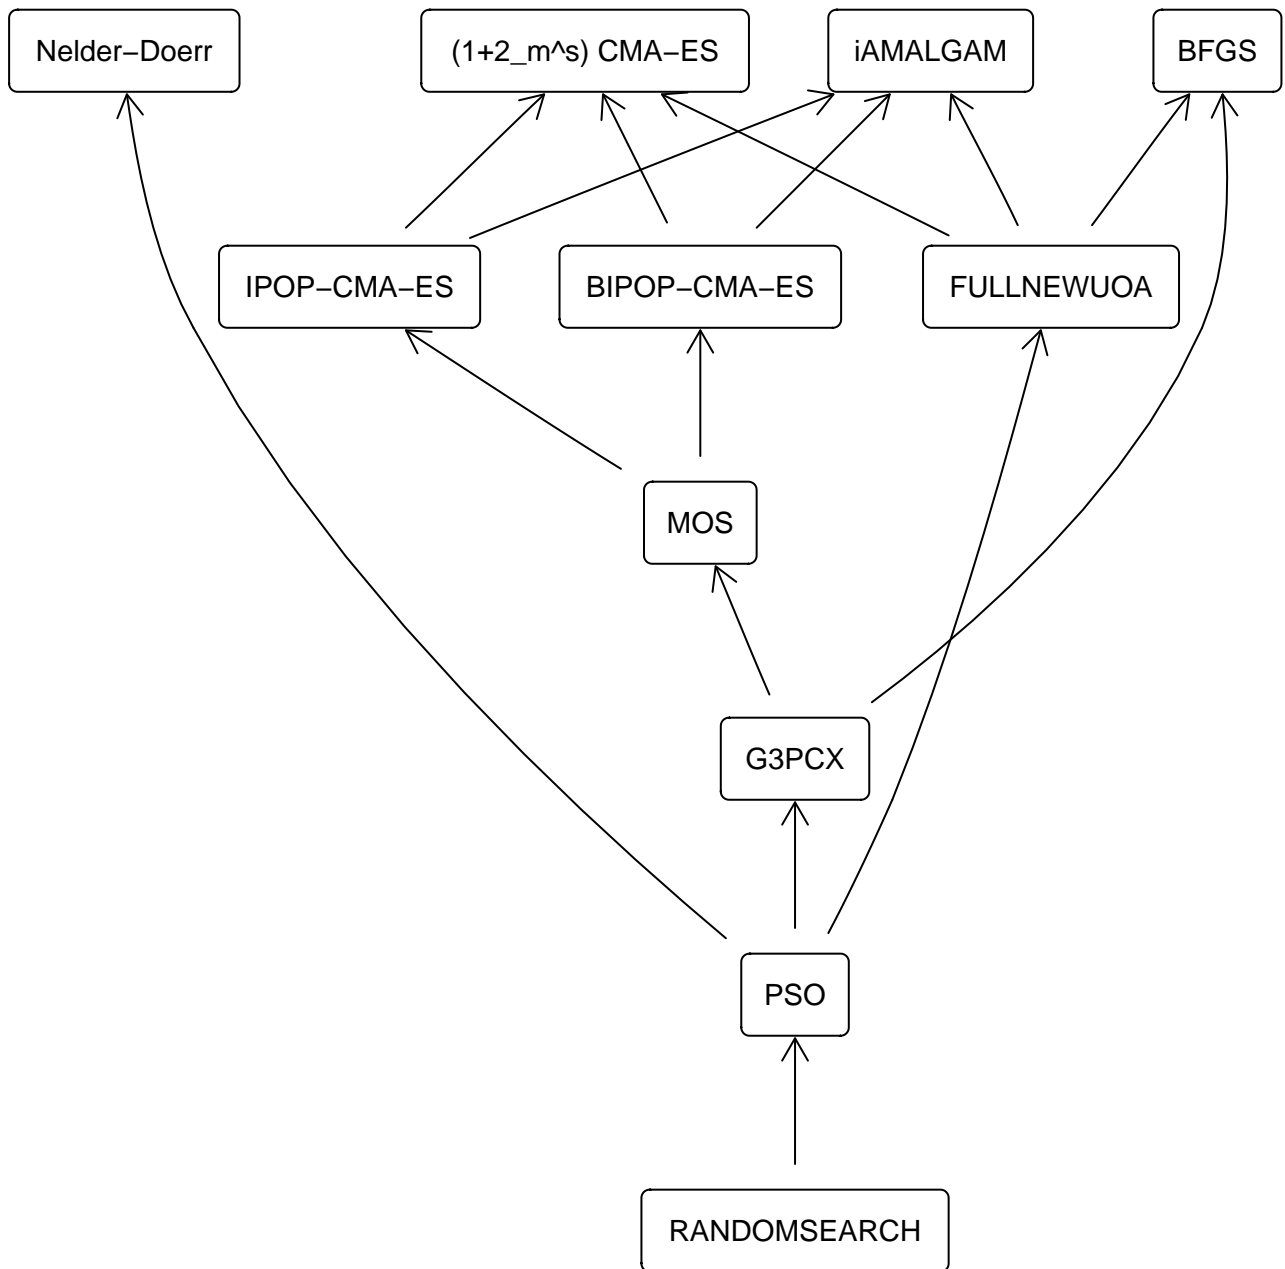 Nelder−Doerr
(1+2_m^s) CMA−ES
iAMALGAM
BFGS
IPOP−CMA−ES
BIPOP−CMA−ES
FULLNEWUOA
MOS
G3PCX
PSO
RANDOMSEARCH